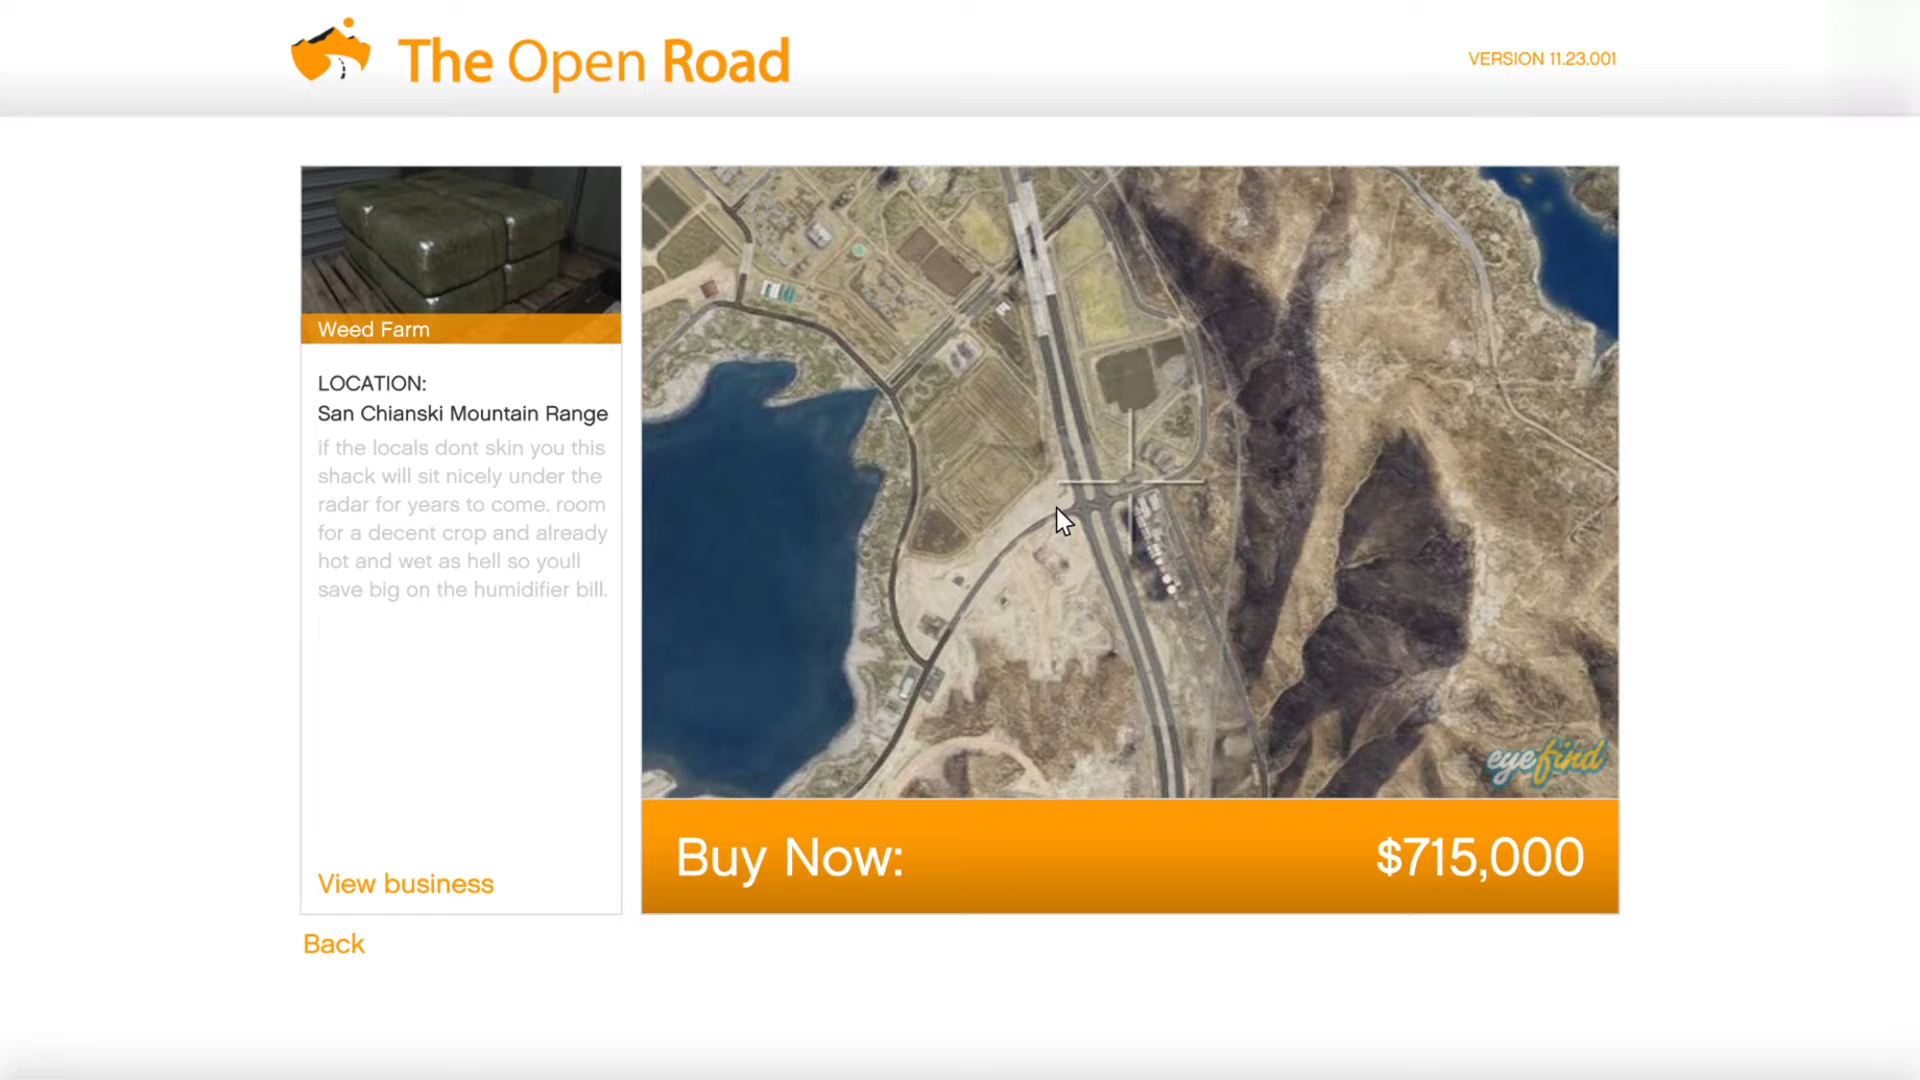 The Open Road
VERSION 11.23.001
Weed Farm
LOCATION:
San Chianski Mountain Range
if the locals dont skin you this
shack will sit nicely under the
radar for years to come. room
for a decent crop and already
hot and wet as hell so youll
save big on the humidifier bill.
View business
eyefind
Buy Now:
$715,000
Back